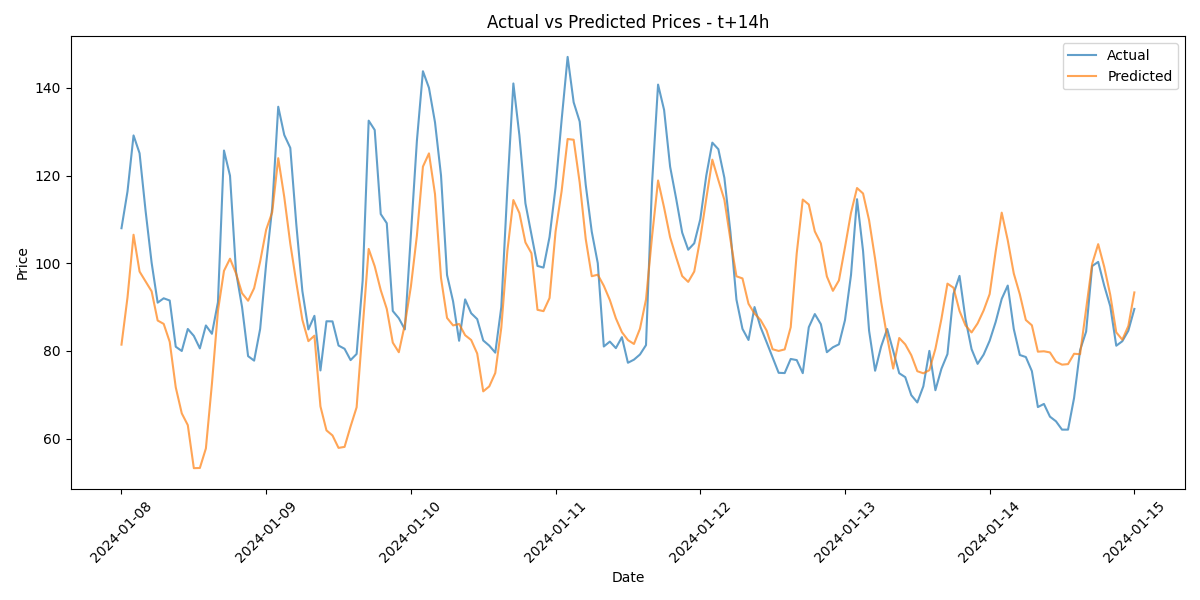 Actual vs Predicted Prices - t+14h
Actual
Predicted
Price
140
120
100
80
60
2024-01-08
2024-01-09
2024-01-10
2024-01-11
2024-01-12
2024-01-13
2024-01-14
2024-01-15
Date